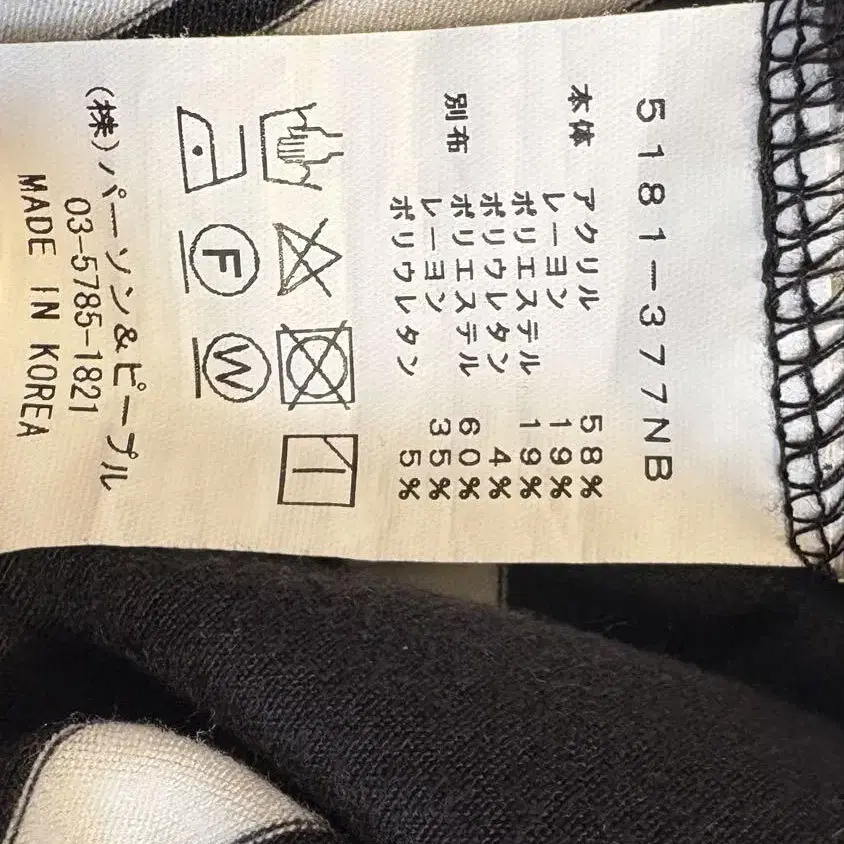 5181-377NB
本体 アクリル 58%
レーヨン 19%
ポリエステル 19%
ポリウレタン 4%
別布 ポリエステル 60%
レーヨン 35%
ポリウレタン 5%
F
W
(株)パーソン&ピープル
03-5785-1821
MADE IN KOREA